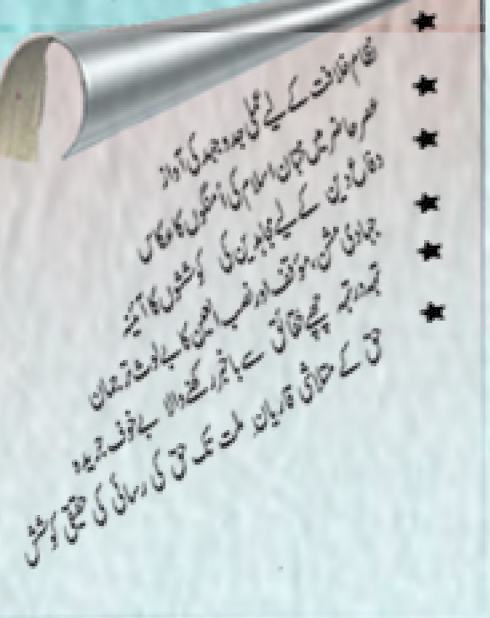 نظام خلافت کے لیے عملی جدوجہد کی آواز
عصر حاضر میں محبان اسلام کی امنگوں کا عکاس
دفاع دین کے لیے مجاہدین کی کوششوں کا آئینہ
جہادی مشن، موقف اور نصب العین کا بے لوث ترجمان
تہہ در تہہ چھپے حقائق سے باخبر رکھنے والا بے خوف جریدہ
حق کے متلاشی قاریان ملت تک حق کی رسائی کی حقیقی کوشش